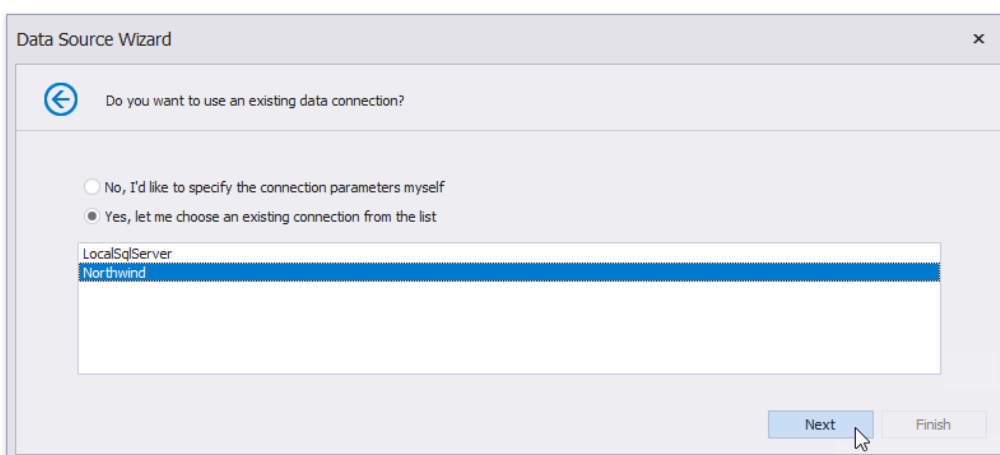 Data Source Wizard
Do you want to use an existing data connection?
No, I'd like to specify the connection parameters myself
Yes, let me choose an existing connection from the list
LocalSqlServer
Northwind
Next Finish